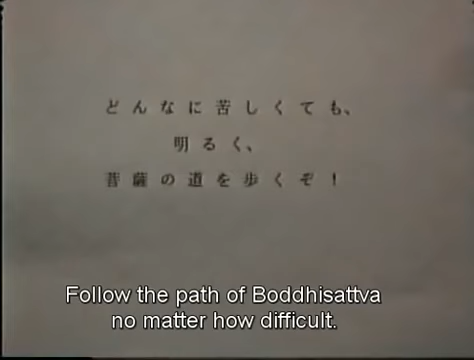 どんなに苦しくても、
明るく、
菩薩の道を歩くぞ！
Follow the path of Boddhisattva
no matter how difficult.